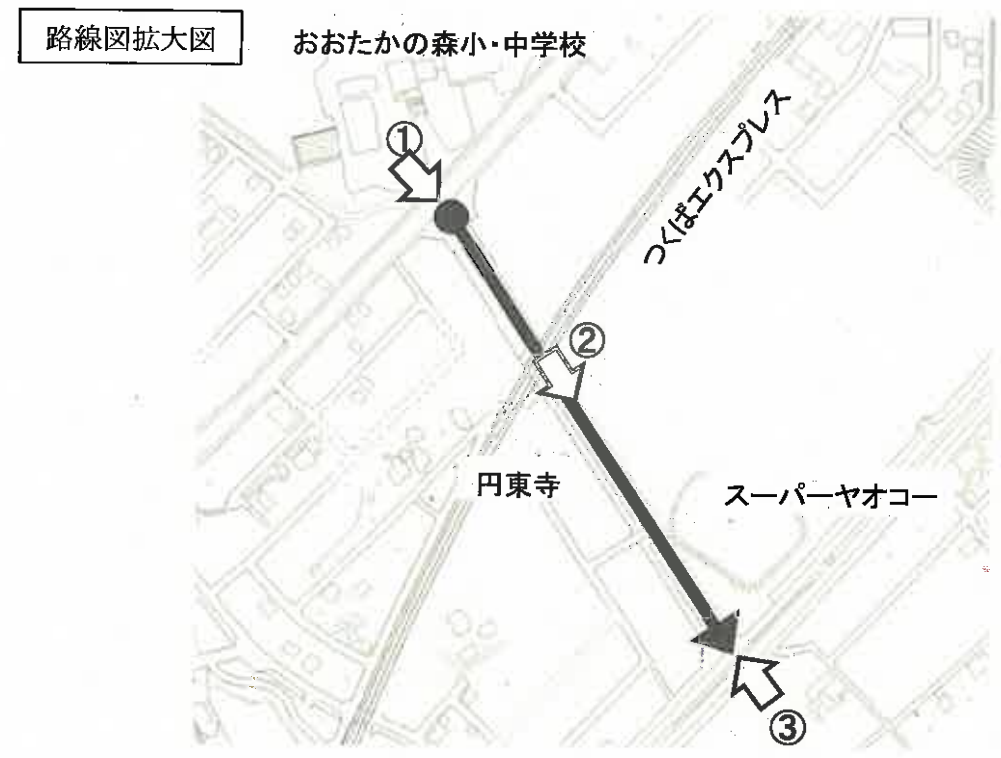 路線図拡大図
おおたかの森小・中学校
①
つくばエクスプレス
②
円東寺
スーパーヤオコー
③